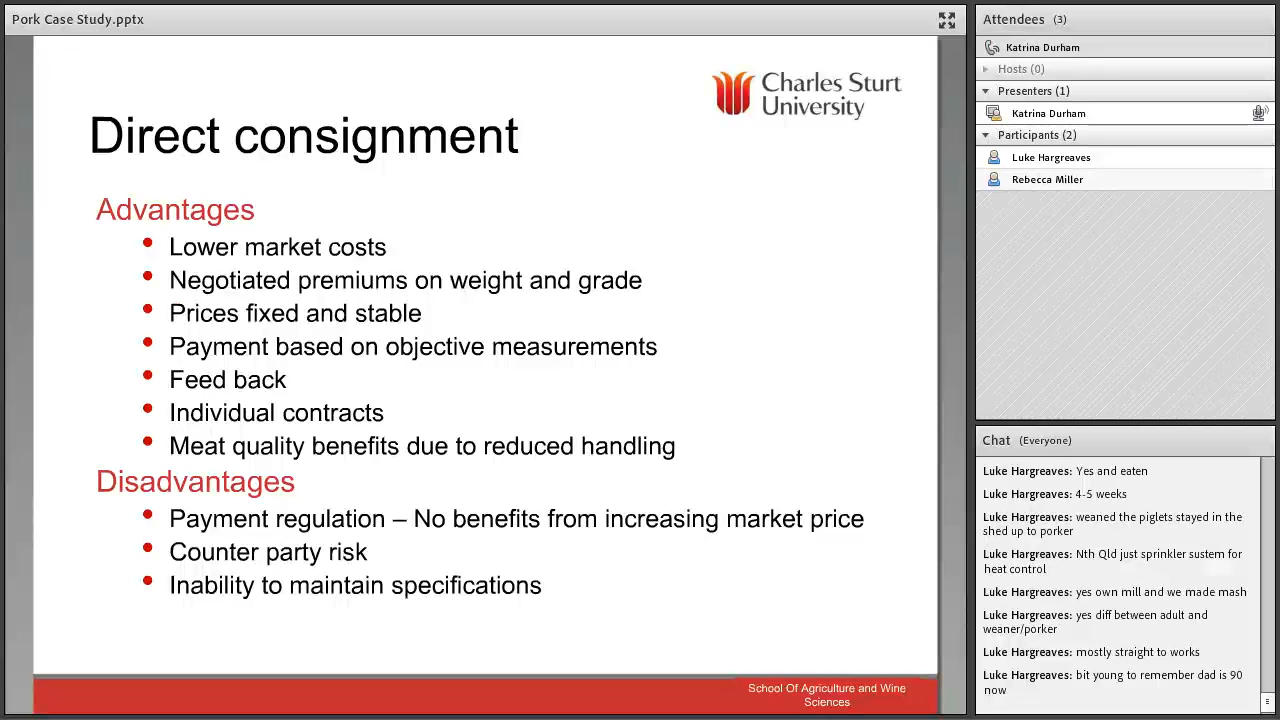 Pork Case Study.pptx
Charles Sturt
University
Direct consignment
Advantages
• Lower market costs
• Negotiated premiums on weight and grade
• Prices fixed and stable
• Payment based on objective measurements
• Feed back
• Individual contracts
• Meat quality benefits due to reduced handling
Disadvantages
• Payment regulation – No benefits from increasing market price
• Counter party risk
• Inability to maintain specifications
School Of Agriculture and Wine
Sciences
Attendees (3)
Katrina Durham
Hosts (0)
Presenters (1)
Katrina Durham
Participants (2)
Luke Hargreaves
Rebecca Miller
Chat (Everyone)
Luke Hargreaves: Yes and eaten
Luke Hargreaves: 4-5 weeks
Luke Hargreaves: weaned the piglets stayed in the
shed up to porker
Luke Hargreaves: Nth Qld just sprinkler sustem for
heat control
Luke Hargreaves: yes own mill and we made mash
Luke Hargreaves: yes diff between adult and
weaner/porker
Luke Hargreaves: mostly straight to works
Luke Hargreaves: bit young to remember dad is 90
now